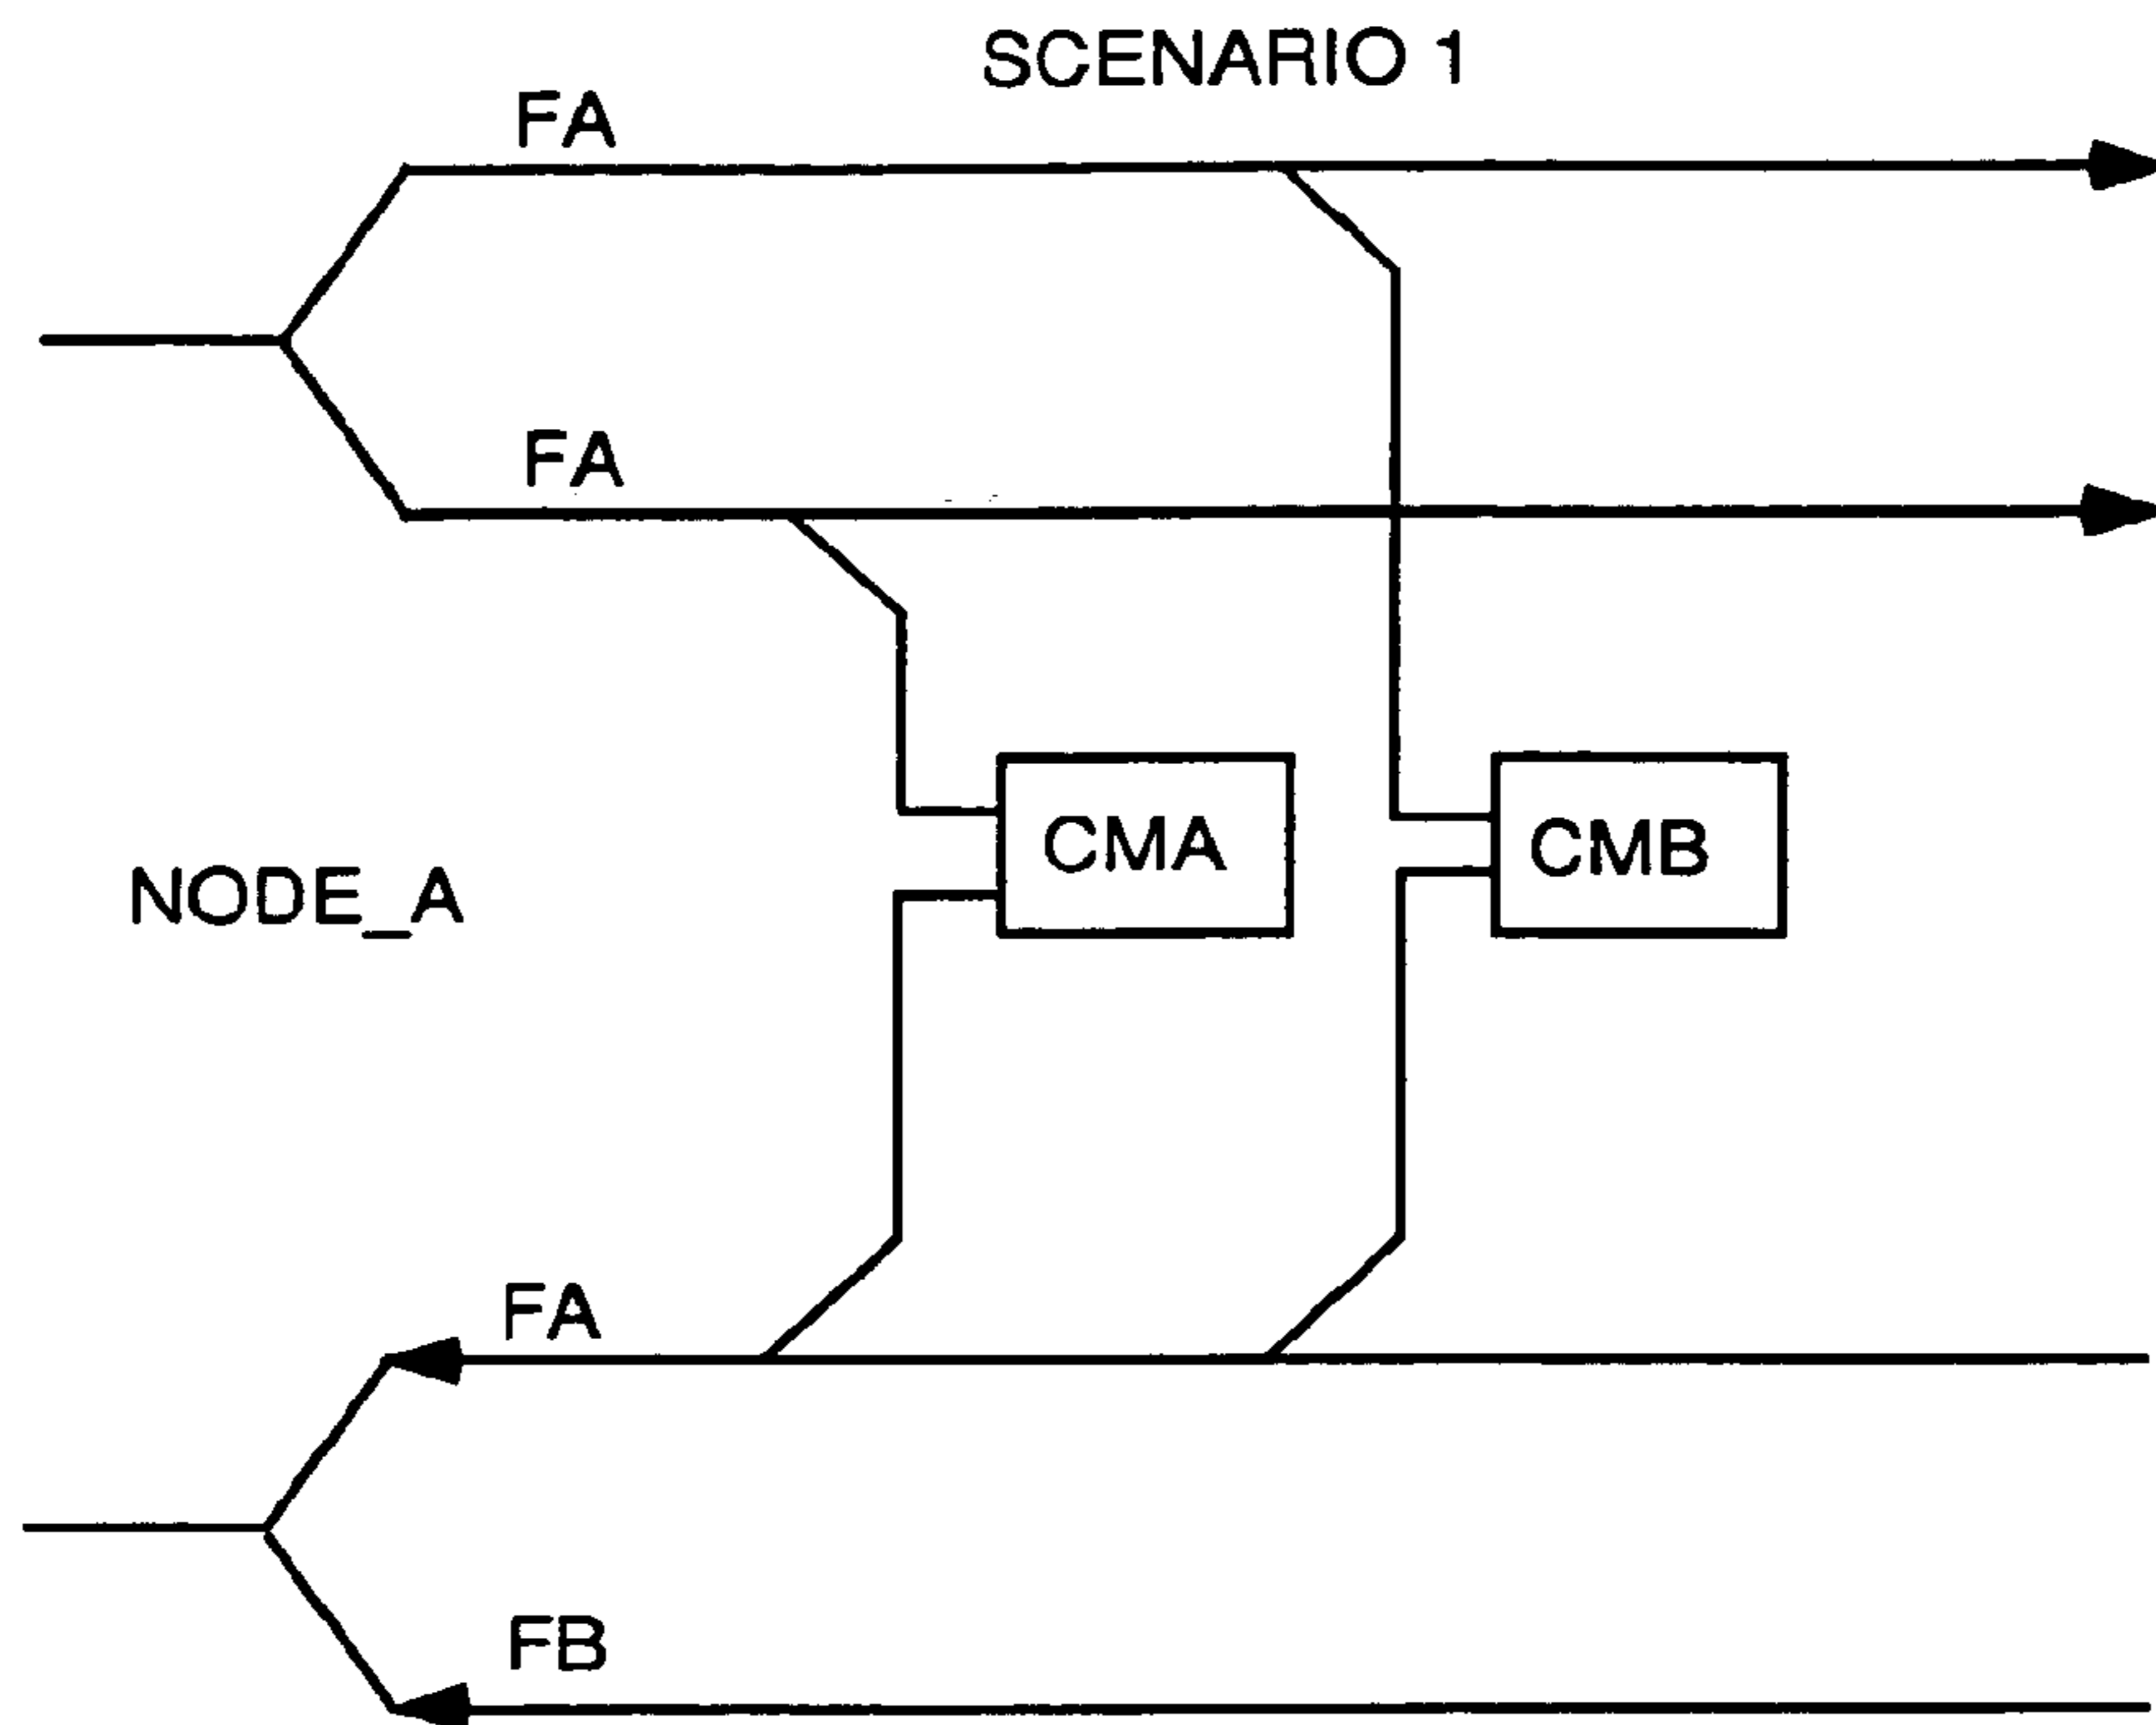 SCENARIO 1
FA
FA
CMA
CMB
NODE_A
FA
FB